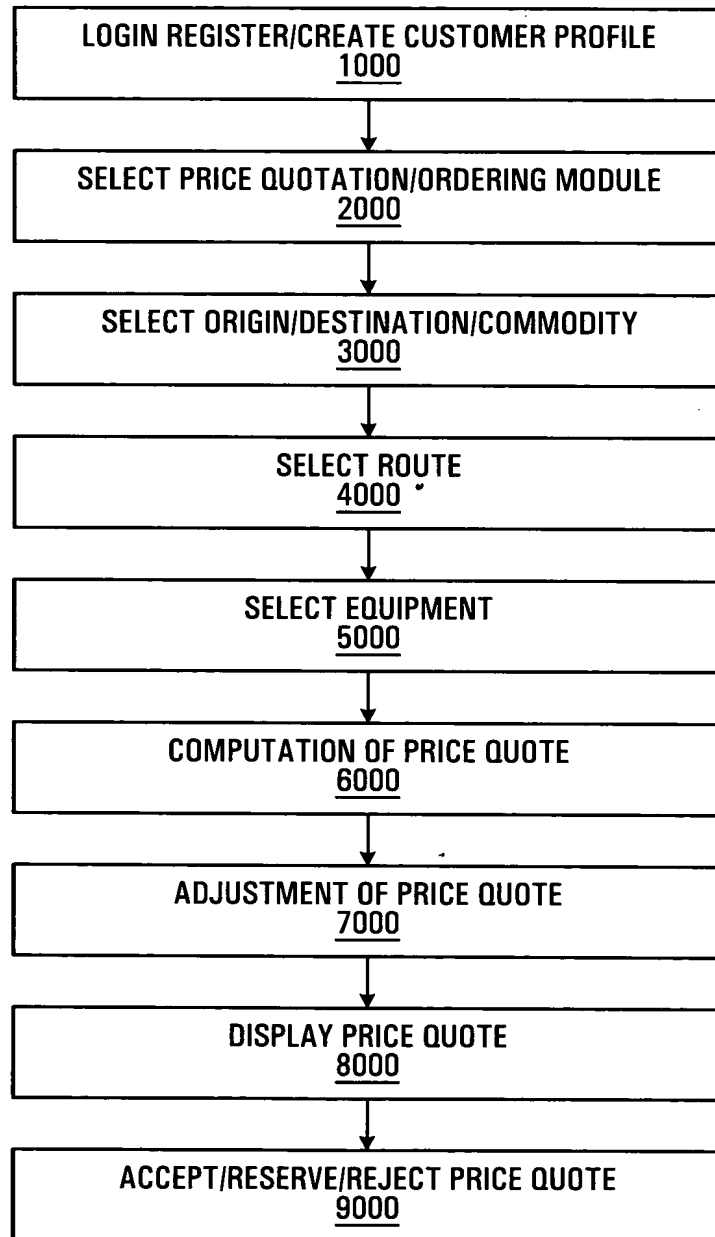 LOGIN REGISTER/CREATE CUSTOMER PROFILE
1000
SELECT PRICE QUOTATION/ORDERING MODULE
2000
SELECT ORIGIN/DESTINATION/COMMODITY
3000
SELECT ROUTE
4000
SELECT EQUIPMENT
5000
COMPUTATION OF PRICE QUOTE
6000
ADJUSTMENT OF PRICE QUOTE
7000
DISPLAY PRICE QUOTE
8000
ACCEPT/RESERVE/REJECT PRICE QUOTE
9000